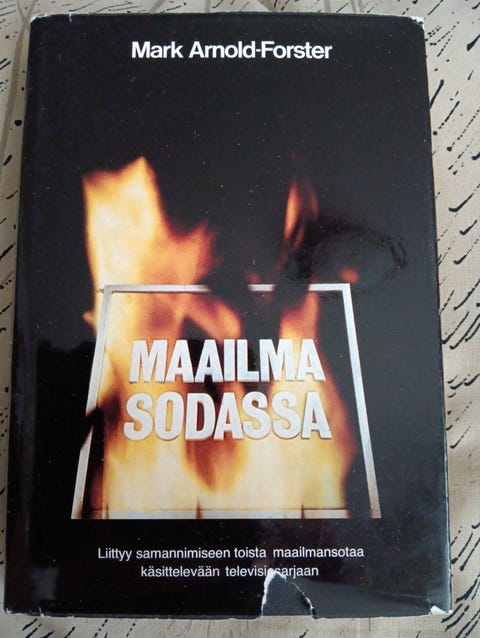 Mark Arnold-Forster
MAAILMA
SODASSA
Liittyy samannimiseen toista maailmansotaa
käsittelevään televisiosarjaan